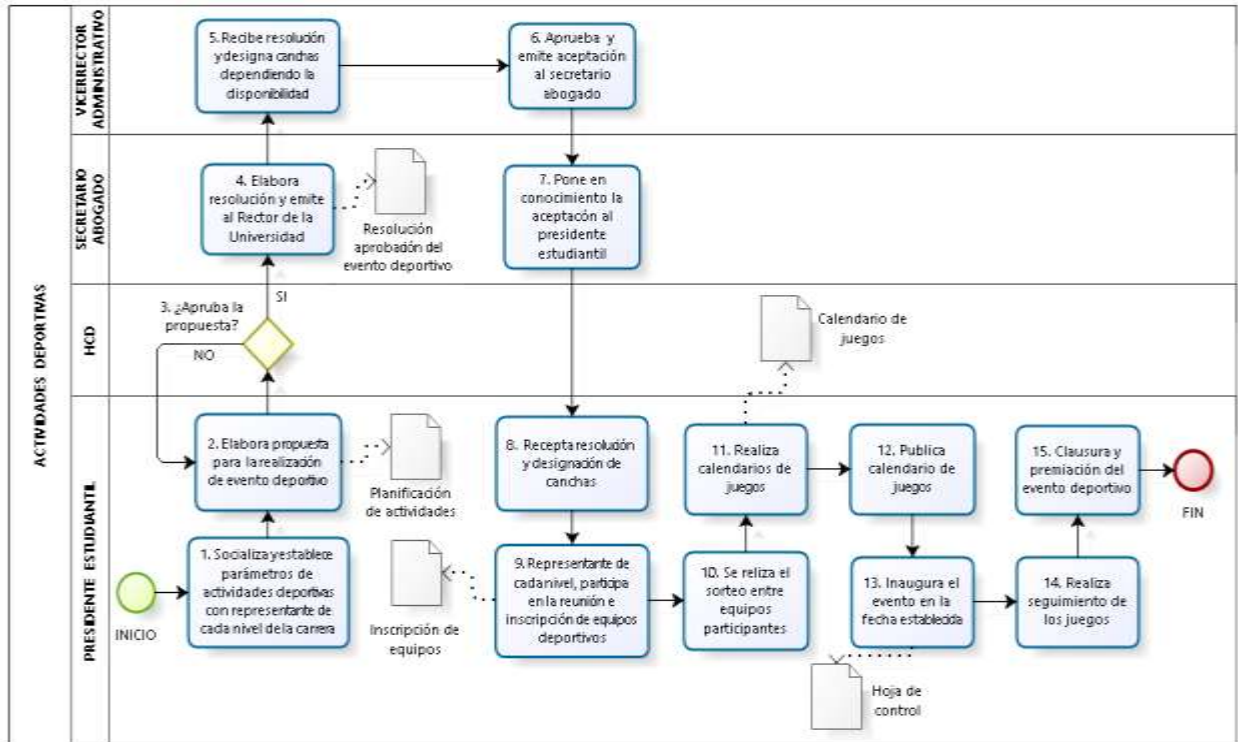 ACTIVIDADES DEPORTIVAS
VICERRECTOR
ADMINISTRATIVO
5. Recibe resolución
y designa canchas
dependiendo la
disponibilidad
6. Aprueba y
emite aceptación
al secretario
abogado
SECRETARIO
ABOGADO
4. Elabora
resolución y emite
al Rector de la
Universidad
Resolución
aprobación del
evento deportivo
7. Pone en
conocimiento la
aceptacón al
presidente
estudiantil
HCD
3. ¿Apruba la
propuesta?
SI
NO
Calendario de
juegos
PRESIDENTE ESTUDIANTIL
2. Elabora propuesta
para la realización
de evento deportivo
Planificación
de actividades
8. Recepta resolución
y designación de
canchas
11. Realiza
calendarios de
juegos
12. Publica
calendario de
juegos
15. Clausura y
premiación del
evento deportivo
FIN
INICIO
1. Socializa y establece
parámetros de
actividades deportivas
con representante de
cada nivel de la carrera
Inscripción de
equipos
9. Representante de
cada nivel, participa
en la reunión e
inscripción de equipos
deportivos
10. Se reliza el
sorteo entre
equipos
participantes
13. Inaugura el
evento en la
fecha establecida
14. Realiza
seguimiento de
los juegos
Hoja de
control